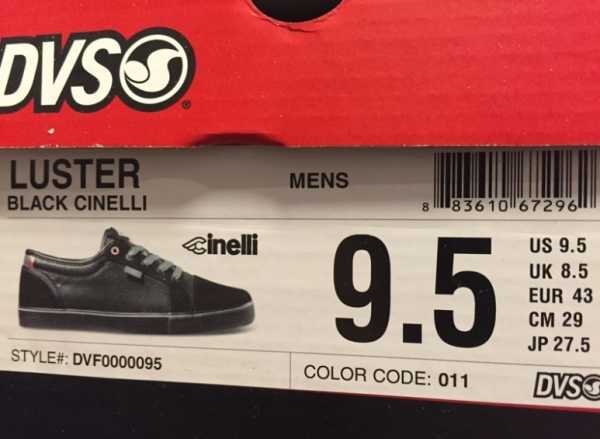 DVS
LUSTER
BLACK CINELLI
MENS
8 83610 67296
Cinelli
9.5
US 9.5
UK 8.5
EUR 43
CM 29
JP 27.5
STYLE#: DVF0000095
COLOR CODE: 011
DVS